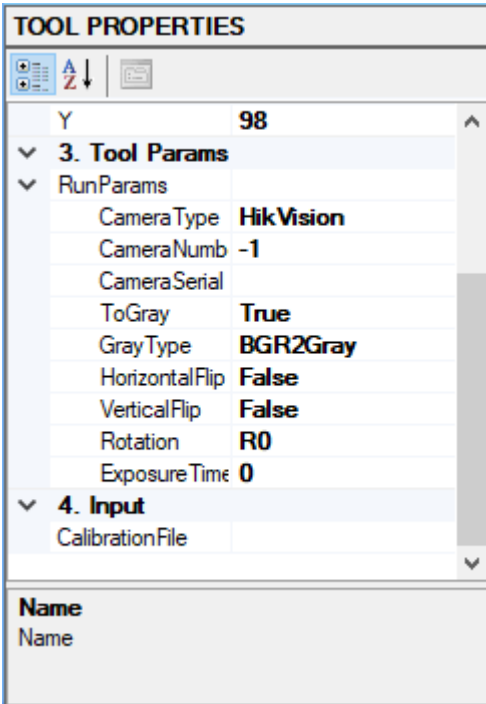 TOOL PROPERTIES
Y 98
3. Tool Params
RunParams
CameraType HikVision
CameraNumb -1
CameraSerial
ToGray True
GrayType BGR2Gray
HorizontalFlip False
VerticalFlip False
Rotation R0
ExposureTime 0
4. Input
CalibrationFile
Name
Name